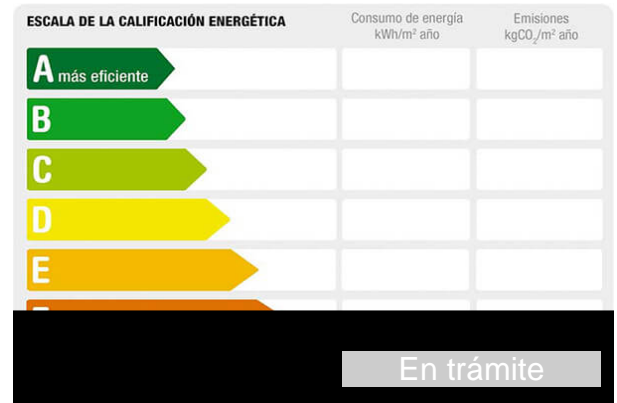 ESCALA DE LA CALIFICACIÓN ENERGÉTICA
Consumo de energía
kWh/m² año
Emisiones
kgCO₂/m² año
A más eficiente
B
C
D
E
En trámite